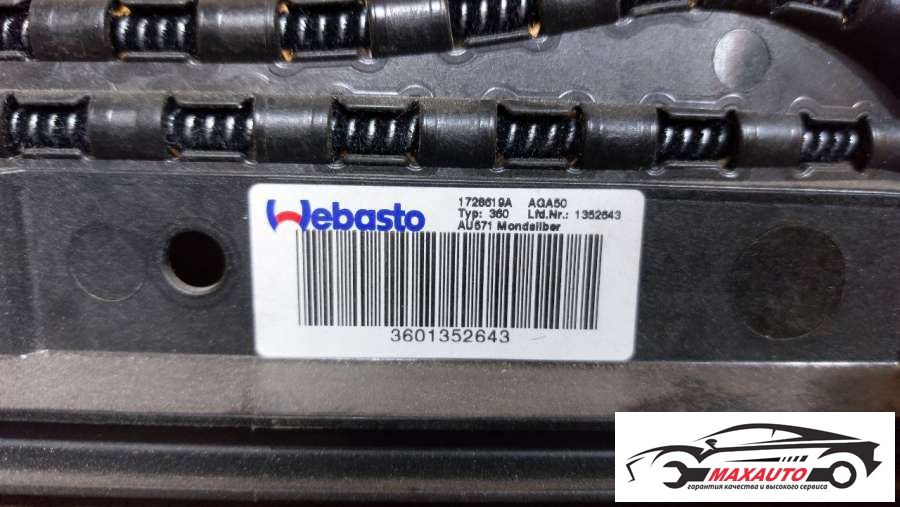 Webasto
1728619A AGA50
Typ: 360 Lfd.Nr.: 1352643
AU571 Mondsilber
3601352643
MAXAUTO
гарантия качества и высокого сервиса